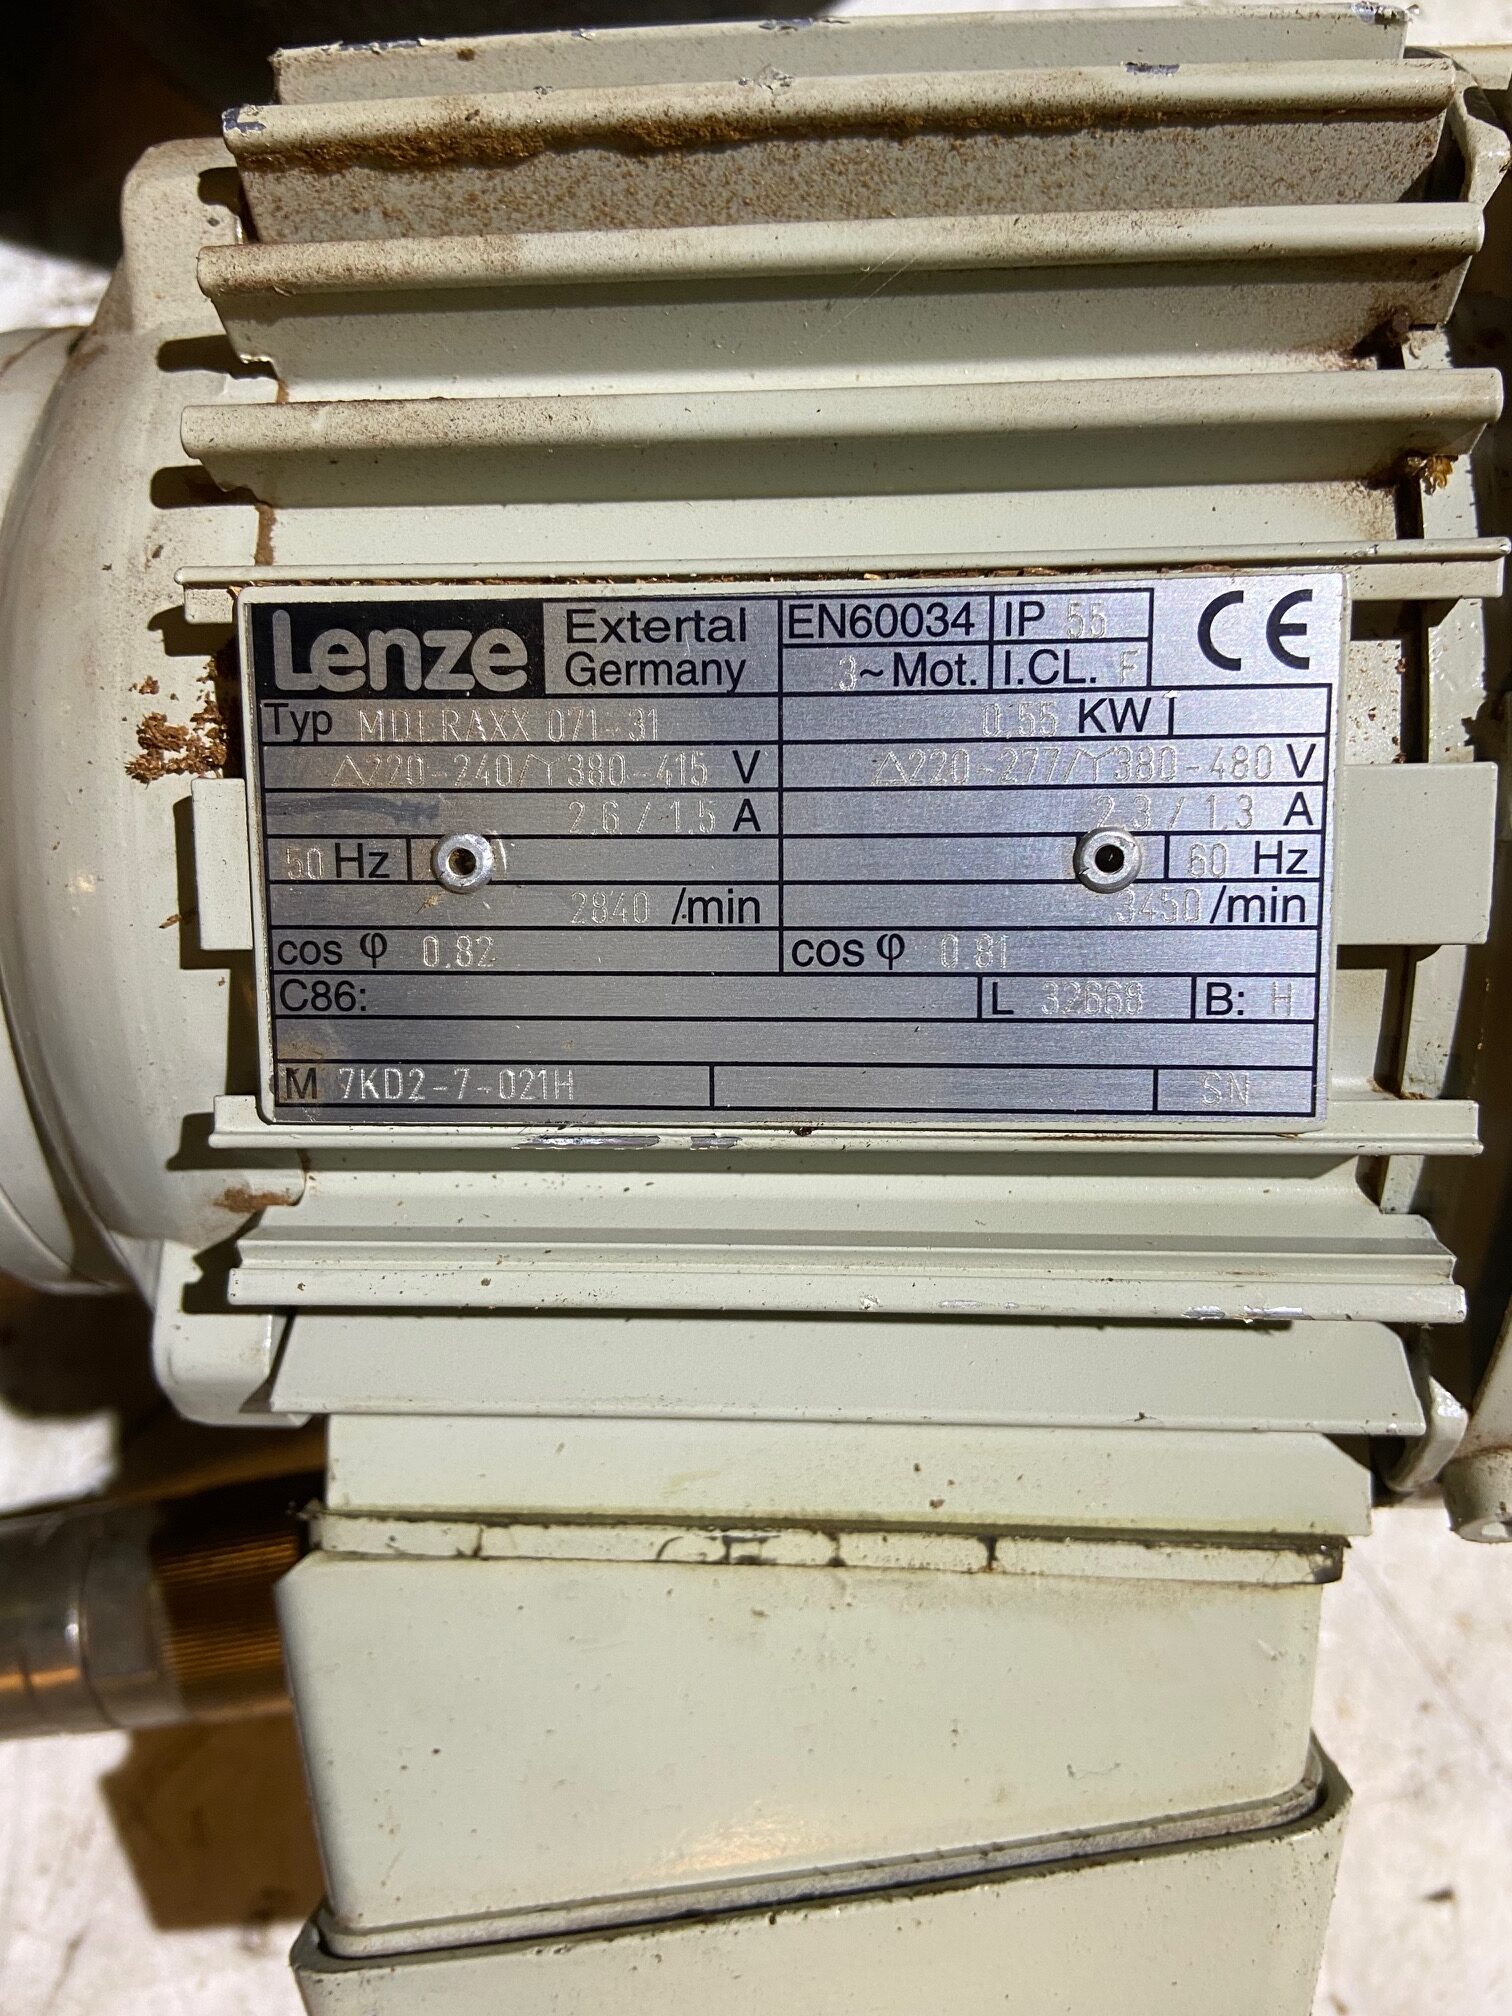 Lenze Extertal Germany EN60034 IP 55 CE
3~Mot. I.CL. F
Typ MDERAXX 071-31 0,55 KW
△220-240/Y380-415 V △220-277/Y380-480 V
2.6 / 1.5 A 2.3 / 1.3 A
50 Hz 60 Hz
2840 /min 3450 /min
cos φ 0.82 cos φ 0.81
C86: L 32668 B: H
M 7KD2-7-021H SN